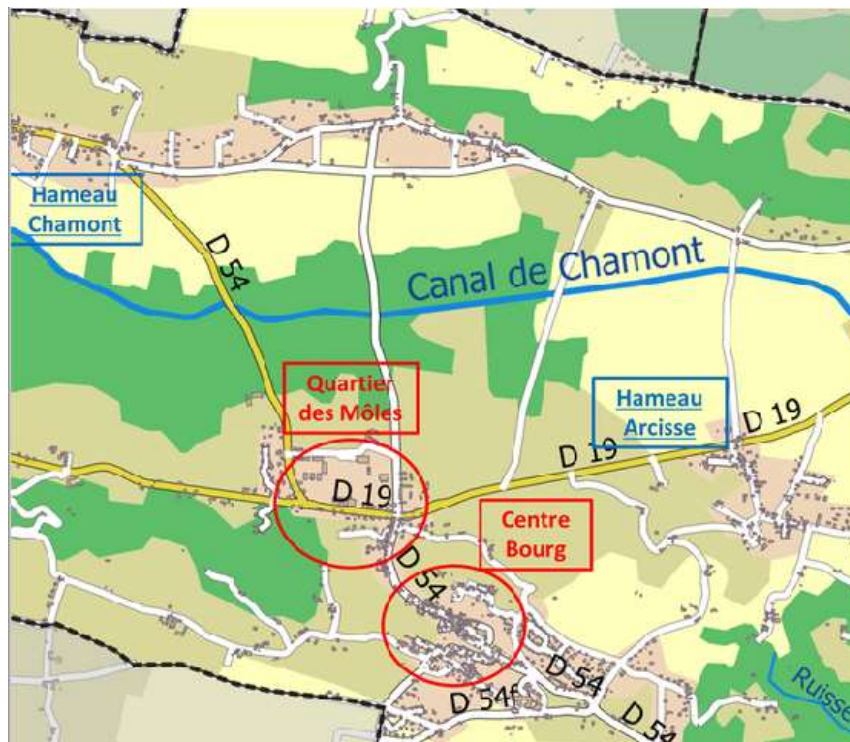 Hameau
Chamont
D 54
Canal de Chamont
Quartier
des Môles
Hameau
Arcisse
D 19
D 19
D 19
Centre
Bourg
D 54
D 54
D 54f
D 54
Ruisse